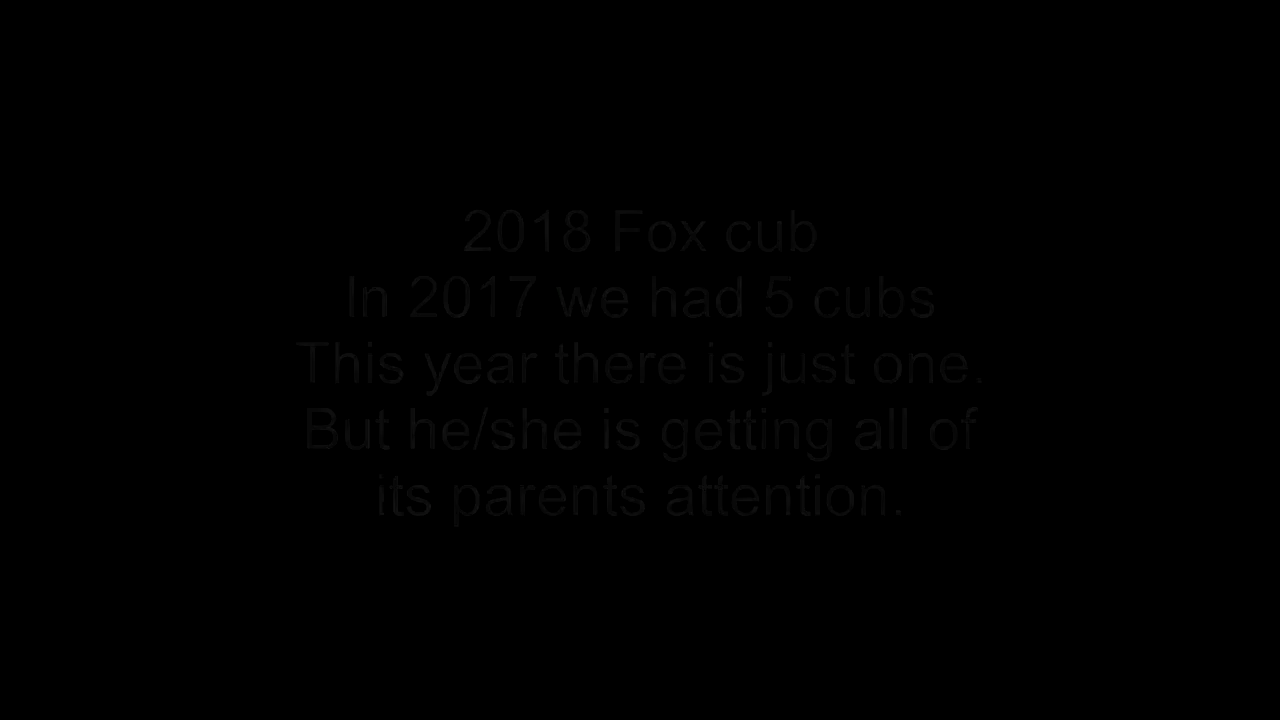 2018 Fox cub
In 2017 we had 5 cubs
This year there is just one.
But he/she is getting all of
its parents attention.